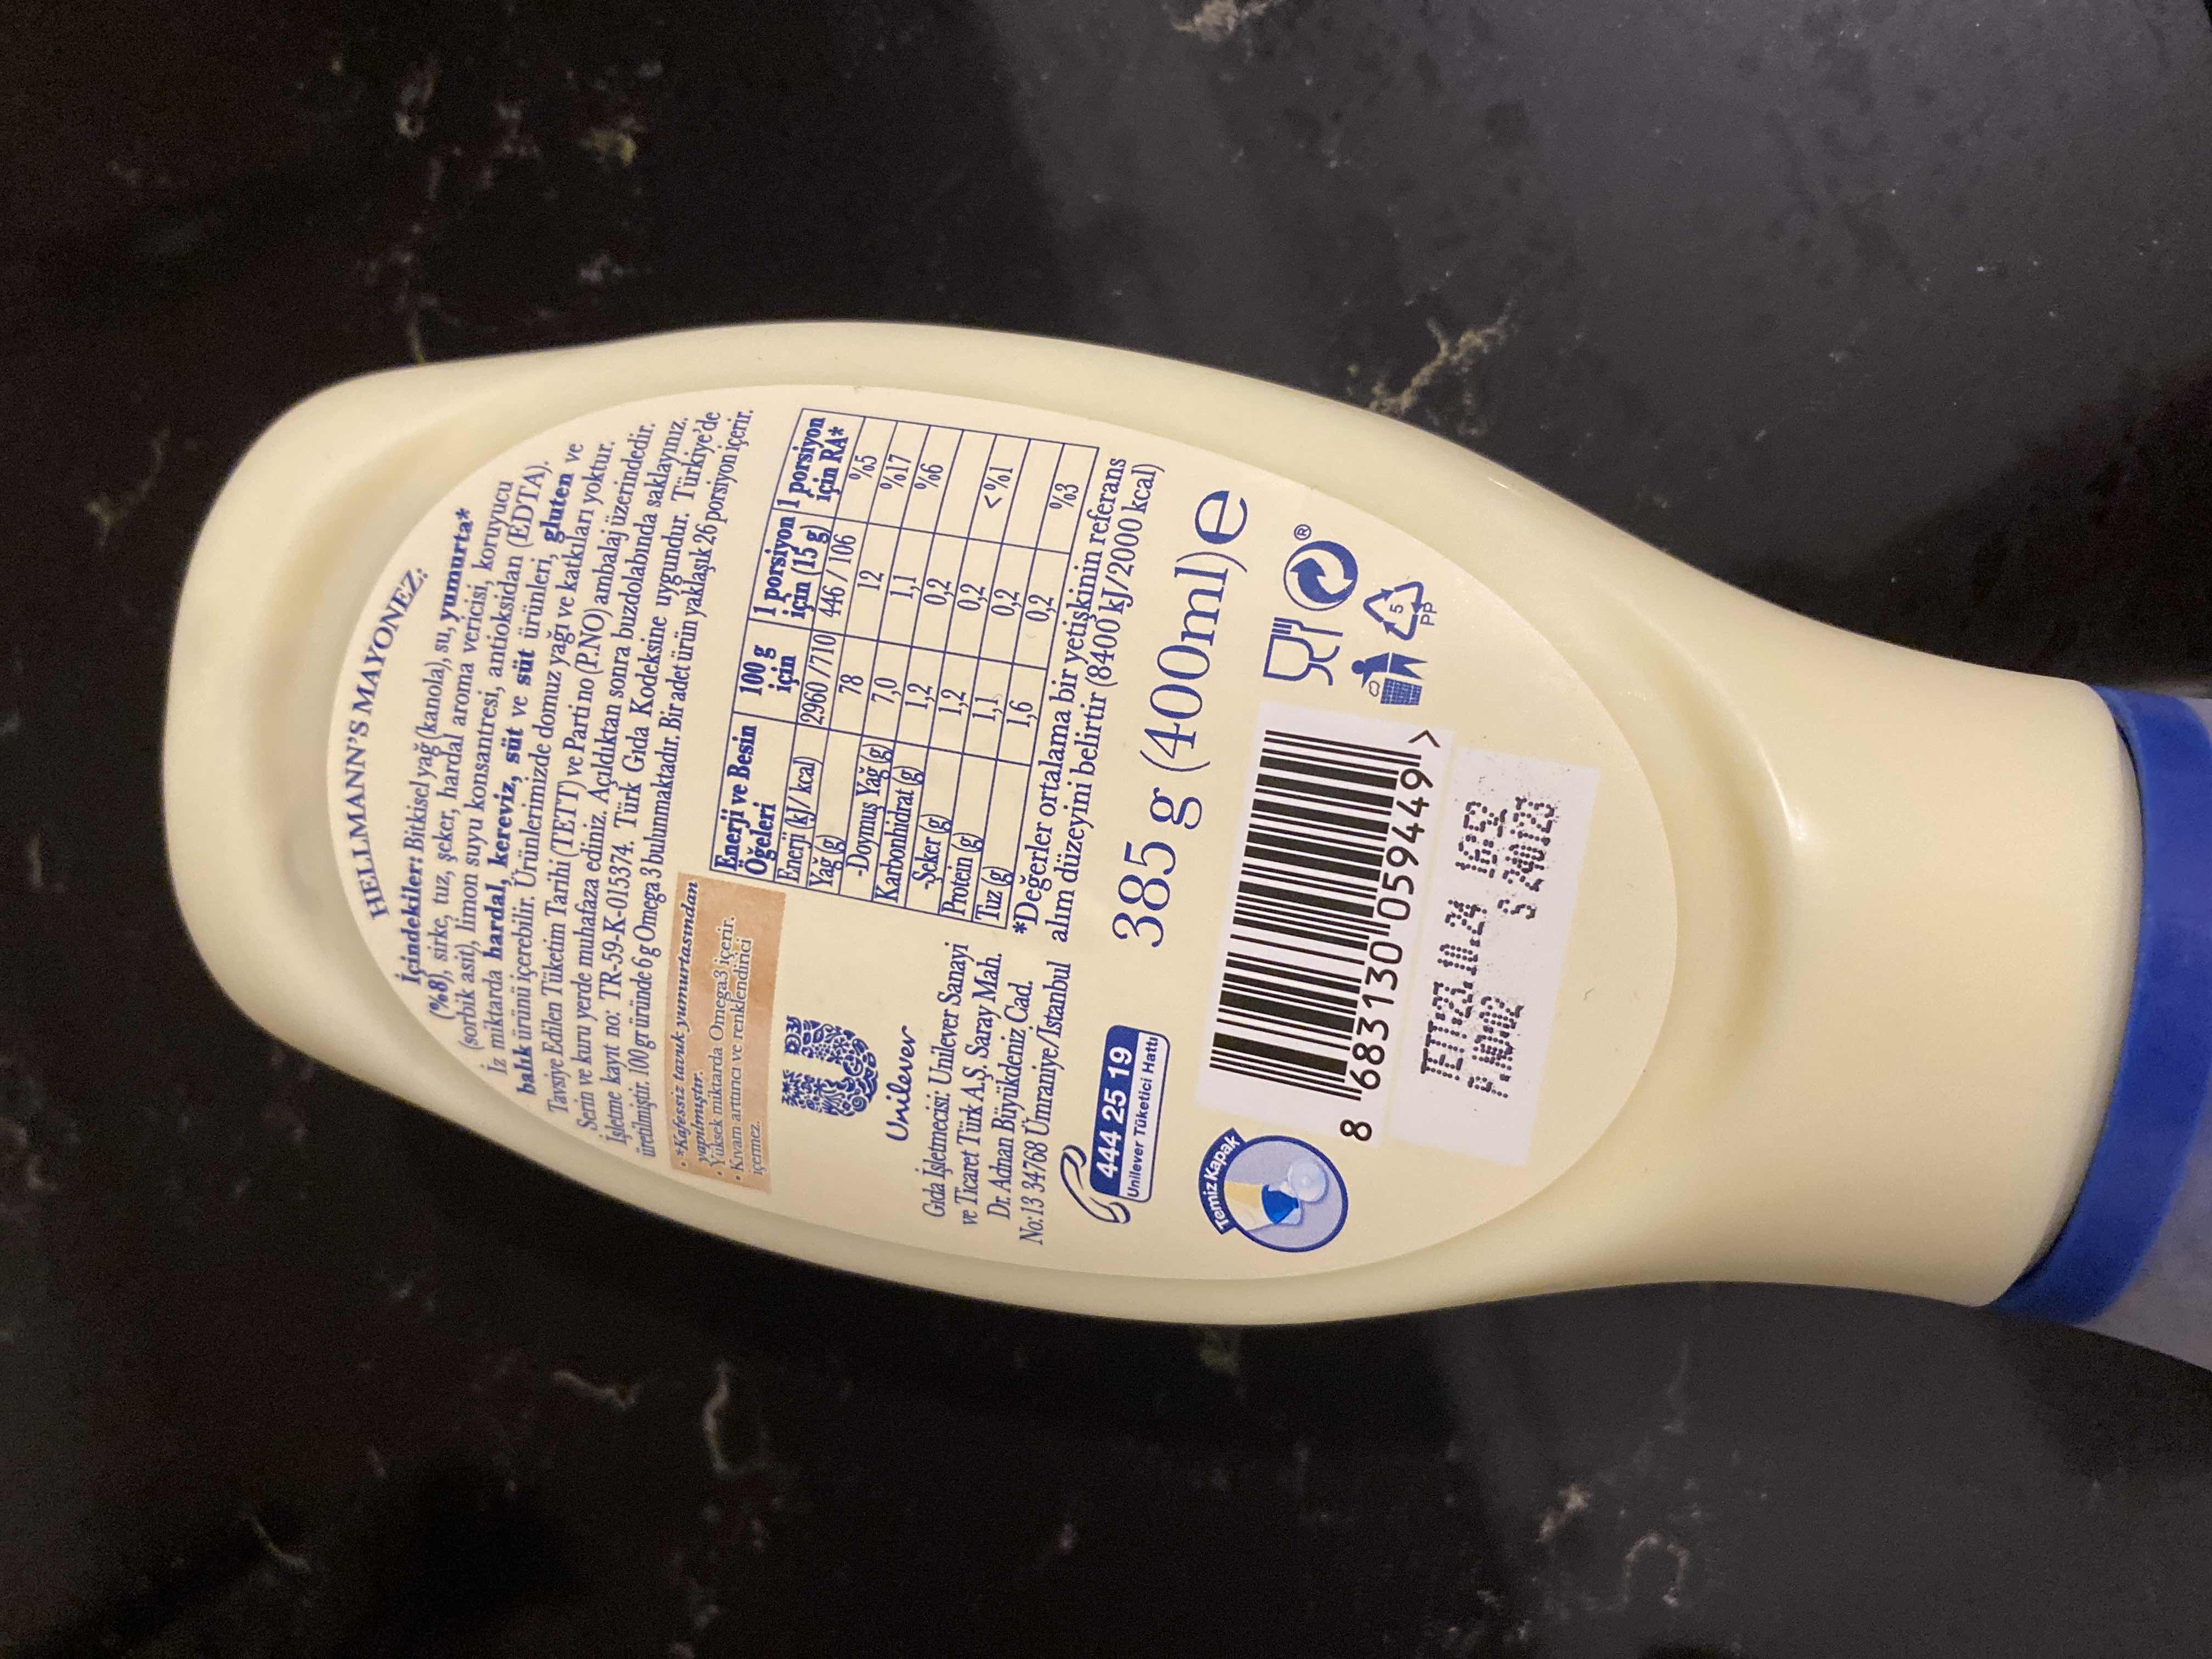 HELLMANN'S MAYONEZ:
İçindekiler: Bitkisel yağ (kanola), su, yumurta*
(%8), sirke, tuz, şeker, hardal aroma vericisi, koruyucu
(sorbik asit), limon suyu konsantresi, antioksidan (EDTA).
İz miktarda hardal, kereviz, süt ve süt ürünleri, gluten ve
balık ürünü içerebilir. Ürünlerimizde domuz yağı ve katkıları yoktur.
Tavsiye Edilen Tüketim Tarihi (TETT) ve Parti no (P.NO) ambalaj üzerindedir.
Serin ve kuru yerde muhafaza ediniz. Açıldıktan sonra buzdolabında saklayınız.
İşletme kayıt no: TR-59-K-015374. Türk Gıda Kodeksine uygundur. Türkiye'de
üretilmiştir. 100 gr üründe 6 g Omega 3 bulunmaktadır. Bir adet ürün yaklaşık 26 porsiyon içerir.
• *Kafessiz tavuk yumurtasından
yapılmıştır.
• Yüksek miktarda Omega3 içerir.
• Kıvam arttırıcı ve renklendirici
içermez.
Enerji ve Besin Öğeleri 100 g için 1 porsiyon için (15 g) 1 porsiyon için RA*
Enerji (kJ/ kcal) 2960 /710 446 / 106 %5
Yağ (g) 78 12 %17
-Doymuş Yağ (g) 7,0 1,1 %6
Karbonhidrat (g) 1,2 0,2
-Şeker (g) 1,2 0,2 <%1
Protein (g) 1,1 0,2
Tuz (g) 1,6 0,2 %3
*Değerler ortalama bir yetişkinin referans
alım düzeyini belirtir (8400 kJ/2000 kcal)
Unilever
Gıda İşletmecisi: Unilever Sanayi
ve Ticaret Türk A.Ş. Saray Mah.
Dr. Adnan Büyükdeniz Cad.
No:13 34768 Ümraniye/İstanbul
444 25 19
Unilever Tüketici Hattı
385 g (400ml) e
®
5
PP
Temiz Kapak
8 683130 059449 >